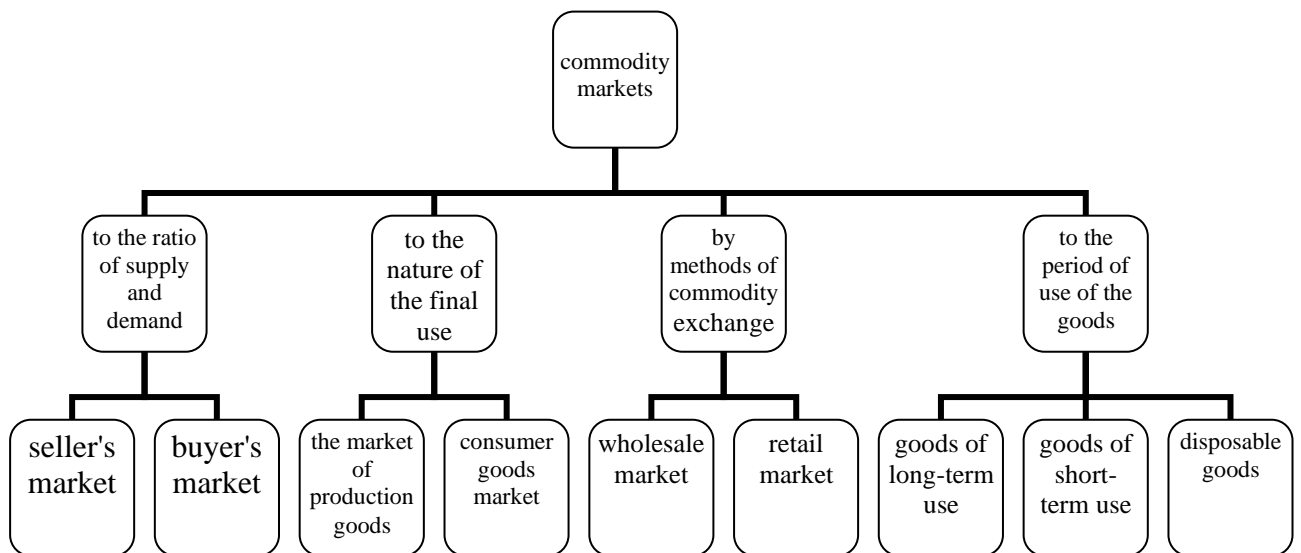 commodity
markets
to the ratio
of supply
and
demand
to the
nature of
the final
use
by
methods of
commodity
exchange
to the
period of
use of the
goods
seller's
market
buyer's
market
the market
of
production
goods
consumer
goods
market
wholesale
market
retail
market
goods of
long-term
use
goods of
short-
term use
disposable
goods